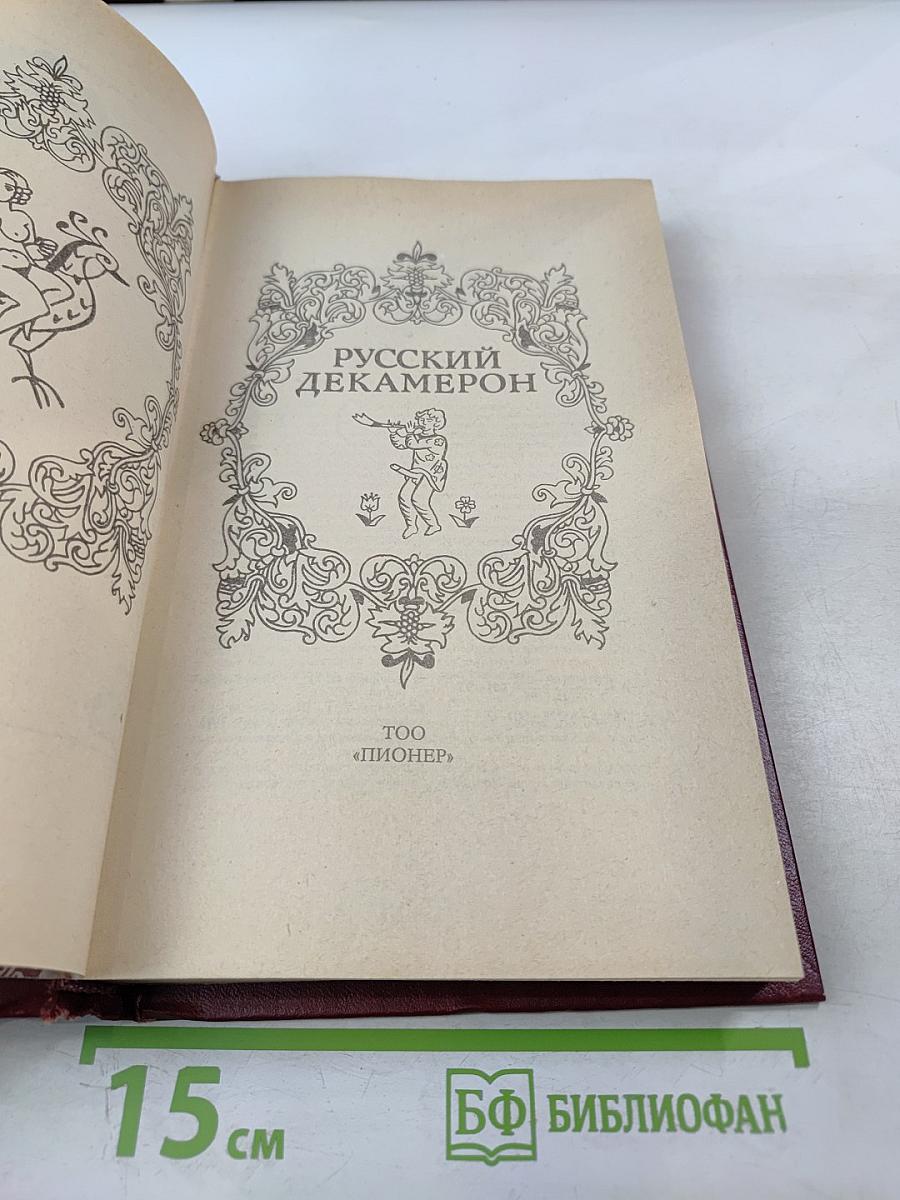 РУССКИЙ
ДЕКАМЕРОН
ТОО
«ПИОНЕР»
15 см
БФ БИБЛИОФАН